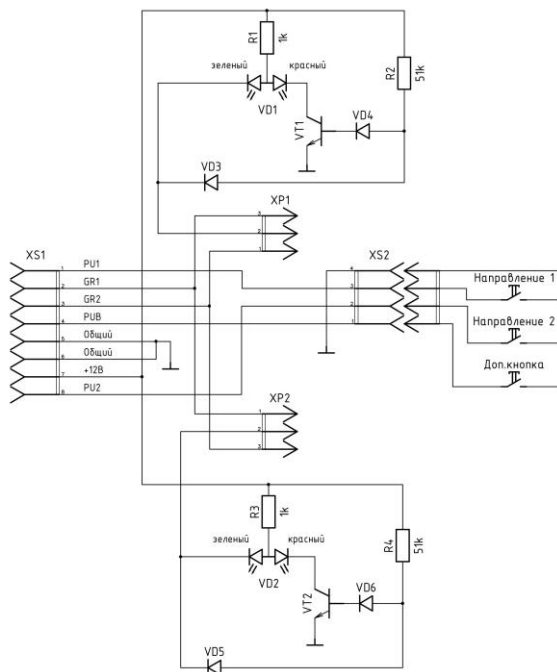 R1
1k
зеленый
красный
VD1
R2
51k
VD4
VT1
VD3
XP1
3
2
1
XS1
XS2
1
PU1
2
GR1
3
GR2
4
PUB
5
Общий
6
Общий
7
+12В
8
PU2
4
3
2
1
Направление 1
Направление 2
Доп.кнопка
XP2
1
2
3
R3
1k
зеленый
красный
VD2
R4
51k
VD6
VT2
VD5